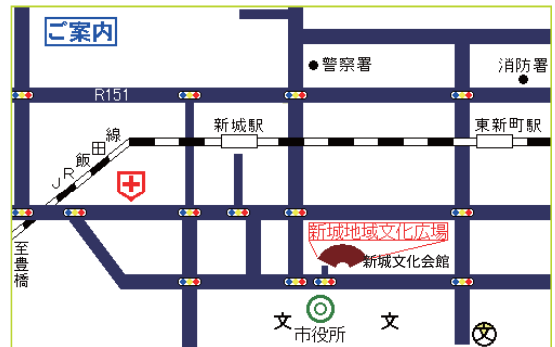 ご案内
警察署
消防署
R151
新城駅
東新町駅
JR飯田線
新城地域文化広場
新城文化会館
至豊橋
文
市役所
文
文